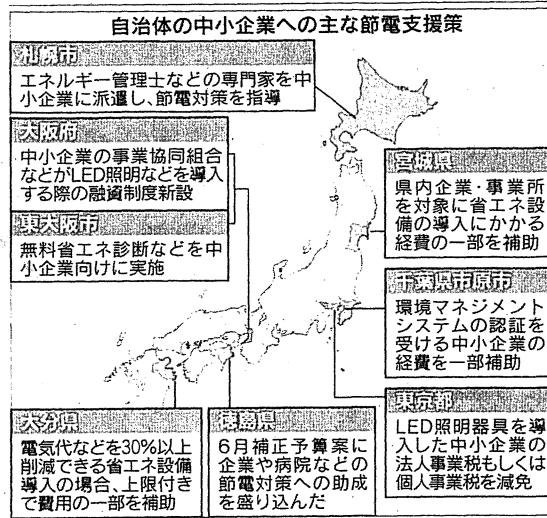 自治体の中小企業への主な節電支援策
札幌市
エネルギー管理士などの専門家を中
小企業に派遣し、節電対策を指導
大阪府
中小企業の事業協同組合
などがLED照明などを導入
する際の融資制度新設
東大阪市
無料省エネ診断などを中
小企業向けに実施
宮城県
県内企業・事業所
を対象に省エネ設
備の導入にかかる
経費の一部を補助
千葉県市原市
環境マネジメント
システムの認証を
受ける中小企業の
経費を一部補助
東京都
LED照明器具を導
入した中小企業の
法人事業税もしくは
個人事業税を減免
大分県
電気代などを30%以上
削減できる省エネ設備
導入の場合、上限付き
で費用の一部を補助
徳島県
6月補正予算案に
企業や病院などの
節電対策への助成
を盛り込んだ